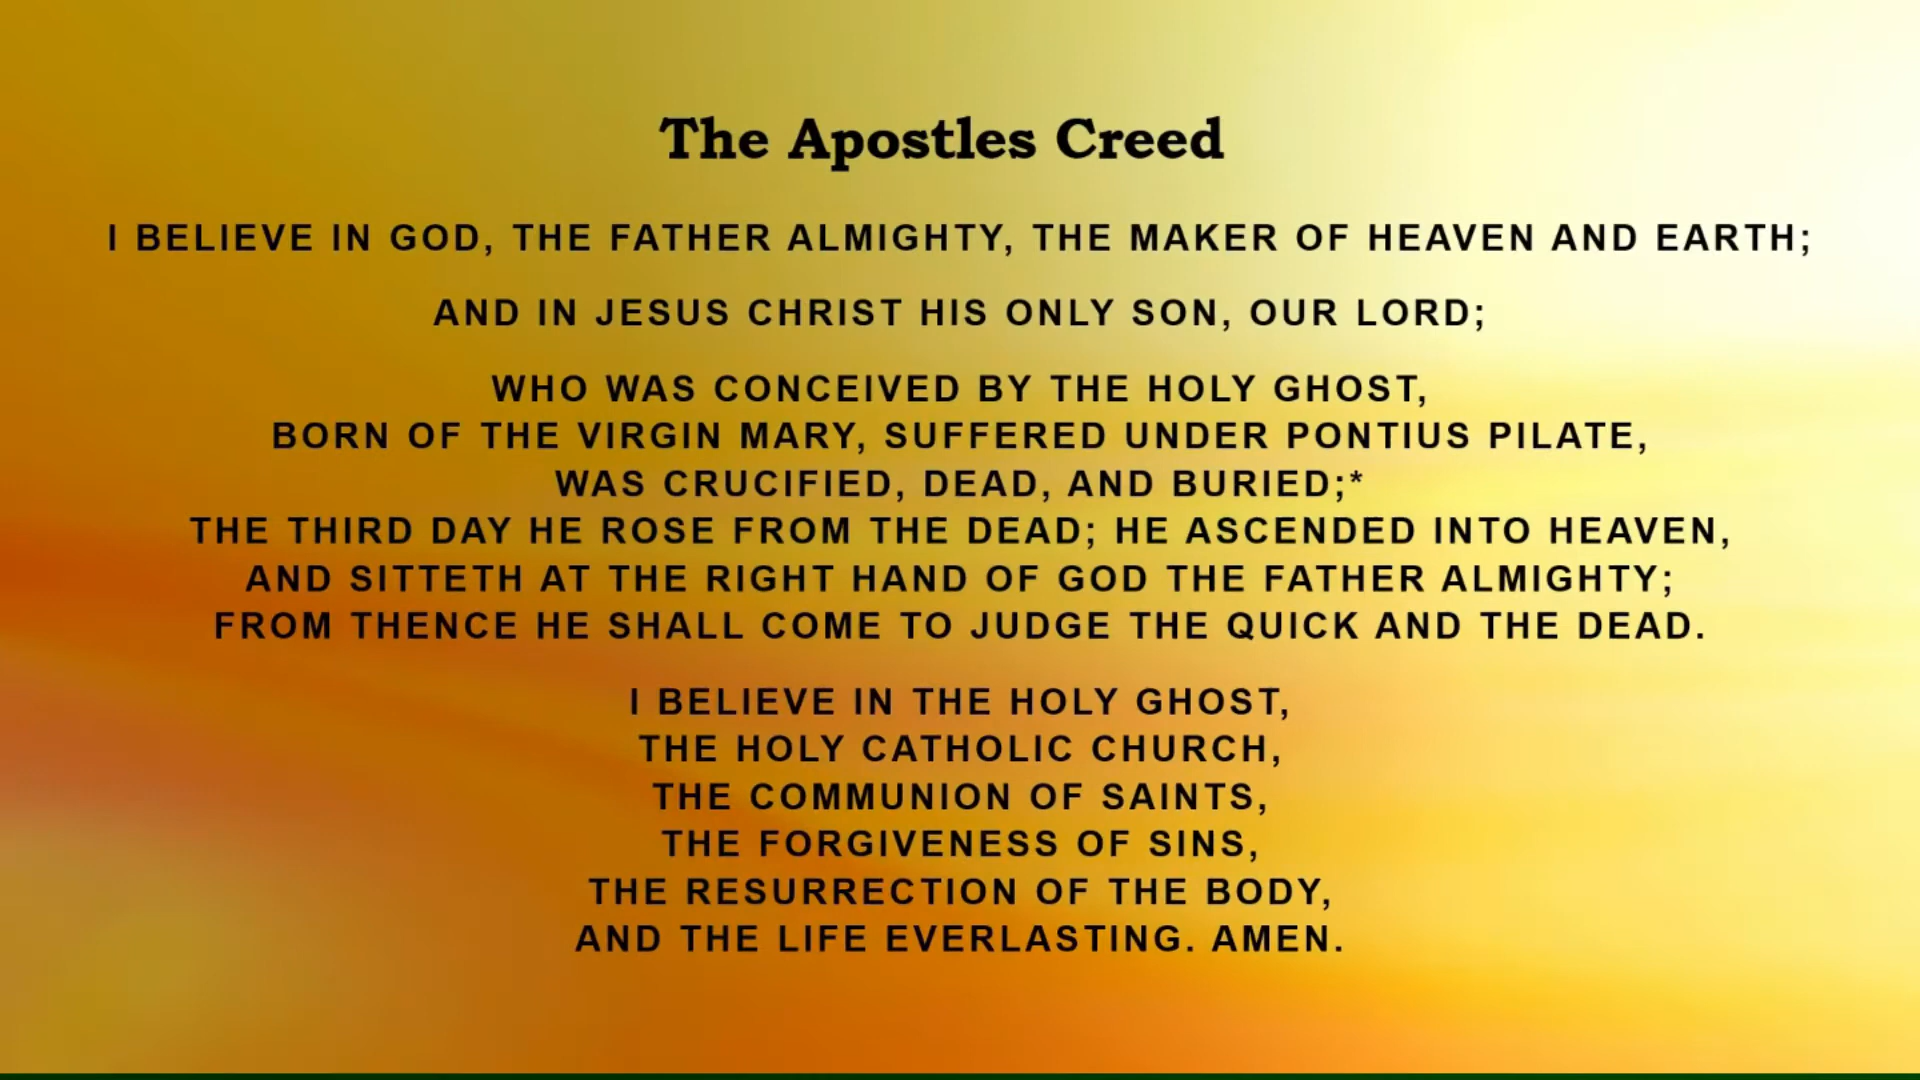 The Apostles Creed
I BELIEVE IN GOD, THE FATHER ALMIGHTY, THE MAKER OF HEAVEN AND EARTH;
AND IN JESUS CHRIST HIS ONLY SON, OUR LORD;
WHO WAS CONCEIVED BY THE HOLY GHOST,
BORN OF THE VIRGIN MARY, SUFFERED UNDER PONTIUS PILATE,
WAS CRUCIFIED, DEAD, AND BURIED;*
THE THIRD DAY HE ROSE FROM THE DEAD; HE ASCENDED INTO HEAVEN,
AND SITTETH AT THE RIGHT HAND OF GOD THE FATHER ALMIGHTY;
FROM THENCE HE SHALL COME TO JUDGE THE QUICK AND THE DEAD.
I BELIEVE IN THE HOLY GHOST,
THE HOLY CATHOLIC CHURCH,
THE COMMUNION OF SAINTS,
THE FORGIVENESS OF SINS,
THE RESURRECTION OF THE BODY,
AND THE LIFE EVERLASTING. AMEN.